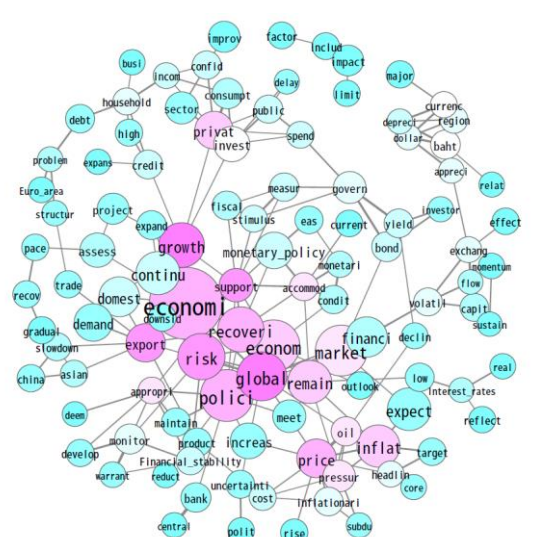 improv
factor
includ
impact
limit
busi
confid
incom
major
delay
household
consumpt
sector
public
currenc
region
depreci
dollar
baht
debt
high
privat
invest
spend
problem
expans
credit
appreci
relat
Euro_area
structur
measur
govern
project
fiscal
stimulus
yield
investor
effect
expand
eas
current
pace
assess
growth
monetary_policy
bond
exchang
continu
monetari
lmomentum
recov
trade
domest
support
accommod
condit
flow
volatil
capit
economi
sustain
gradual
demand
downsid
recoveri
financi
declin
slowdown
export
econom
market
china
asian
risk
global
remain
outlook
low
real
interest_rates
appropri
polici
expect
deem
maintain
meet
reflect
monitor
product
increas
oil
develop
Financial_stability
price
inflat
target
warrant
reduct
uncertainti
pressur
headlin
core
bank
cost
inflationari
central
polit
rise
subdu